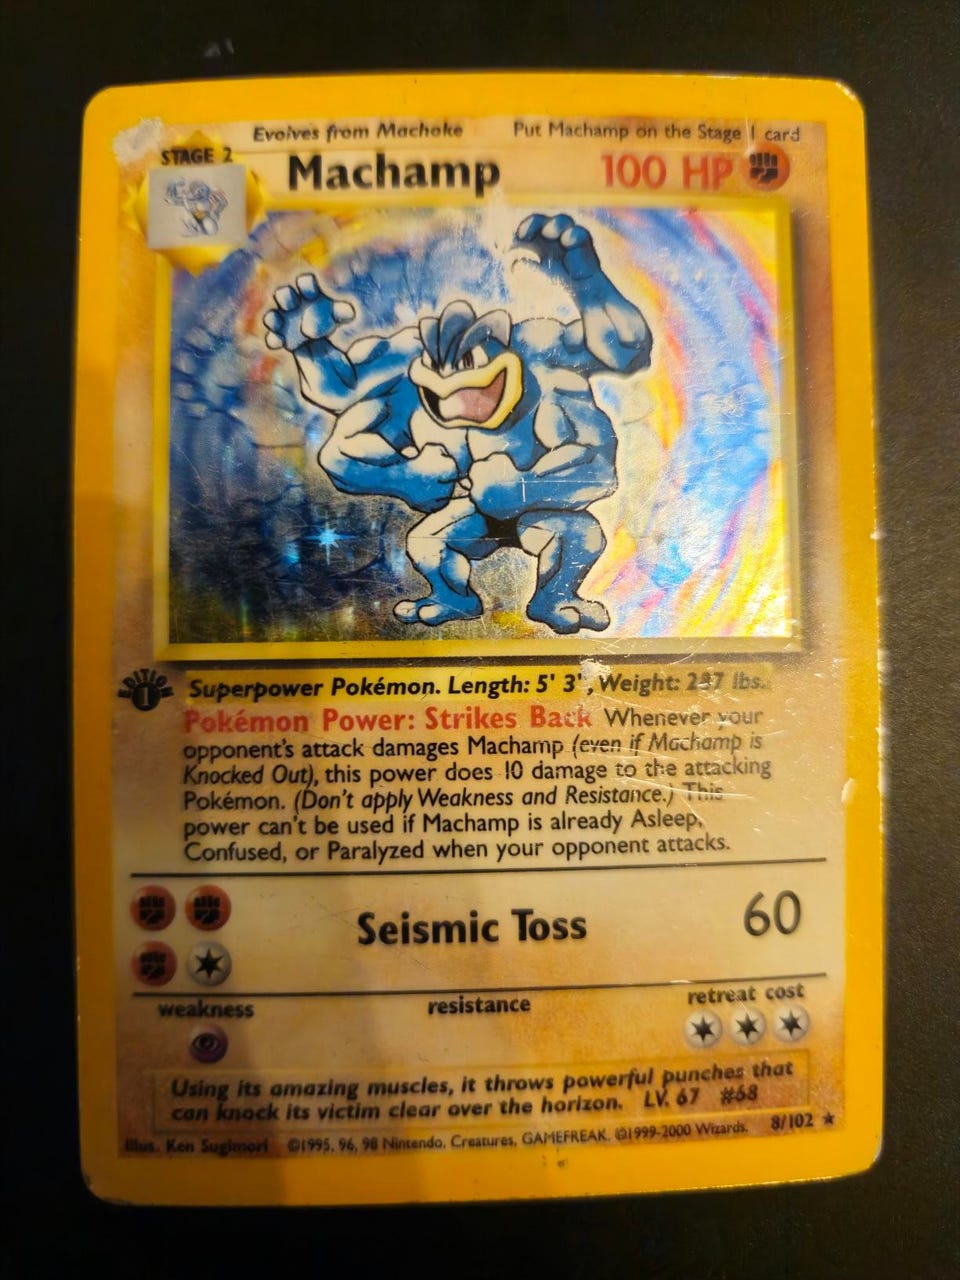 Evolves from Machoke Put Machamp on the Stage 1 card
STAGE 2
Machamp 100 HP
EDITION
1
Superpower Pokémon. Length: 5' 3", Weight: 287 lbs.
Pokémon Power: Strikes Back Whenever your
opponent's attack damages Machamp (even if Machamp is
Knocked Out), this power does 10 damage to the attacking
Pokémon. (Don't apply Weakness and Resistance.) This
power can't be used if Machamp is already Asleep,
Confused, or Paralyzed when your opponent attacks.
Seismic Toss 60
weakness resistance retreat cost
Using its amazing muscles, it throws powerful punches that
can knock its victim clear over the horizon. LV. 67 #68
Illus. Ken Sugimori ©1995, 96, 98 Nintendo, Creatures, GAMEFREAK. ©1999-2000 Wizards. 8/102 ★